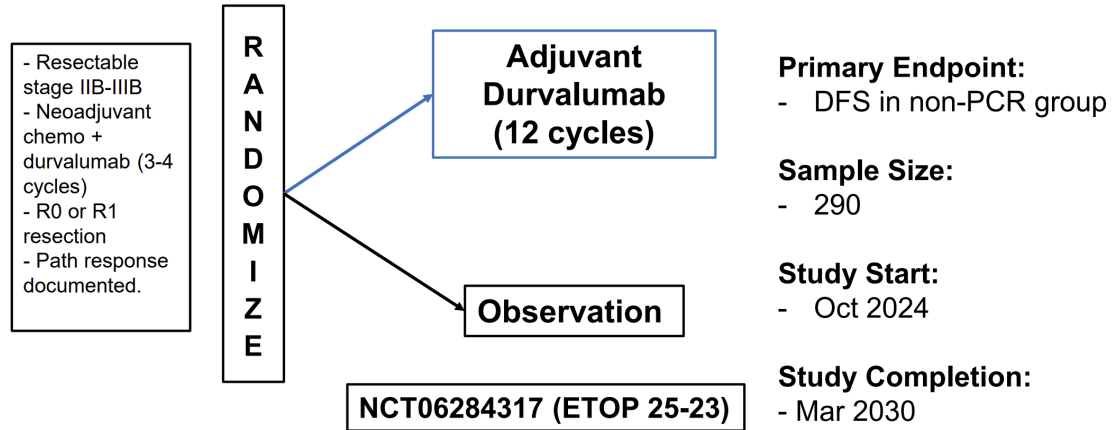 - Resectable
stage IIB-IIIB
- Neoadjuvant
chemo +
durvalumab (3-4
cycles)
- R0 or R1
resection
- Path response
documented.
R
A
N
D
O
M
I
Z
E
Adjuvant
Durvalumab
(12 cycles)
Observation
NCT06284317 (ETOP 25-23)
Primary Endpoint:
- DFS in non-PCR group
Sample Size:
- 290
Study Start:
- Oct 2024
Study Completion:
- Mar 2030